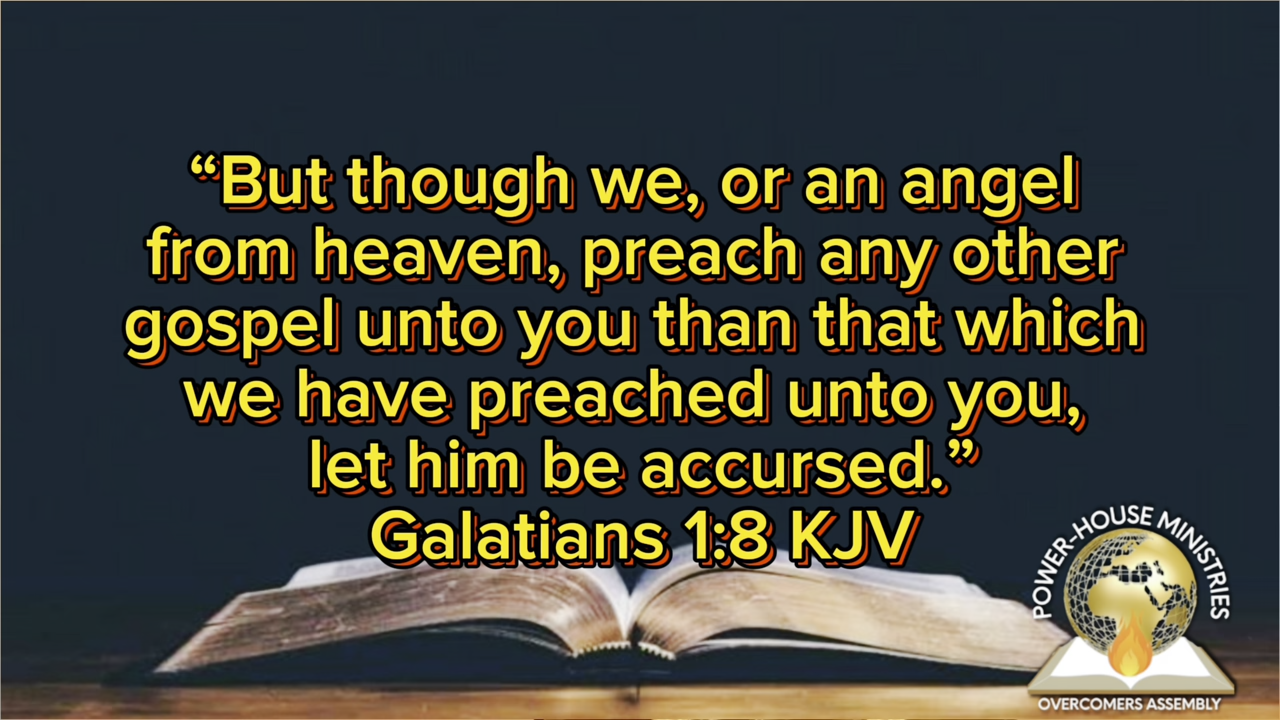 “But though we, or an angel
from heaven, preach any other
gospel unto you than that which
we have preached unto you,
let him be accursed.”
Galatians 1:8 KJV
POWER-HOUSE MINISTRIES
OVERCOMERS ASSEMBLY